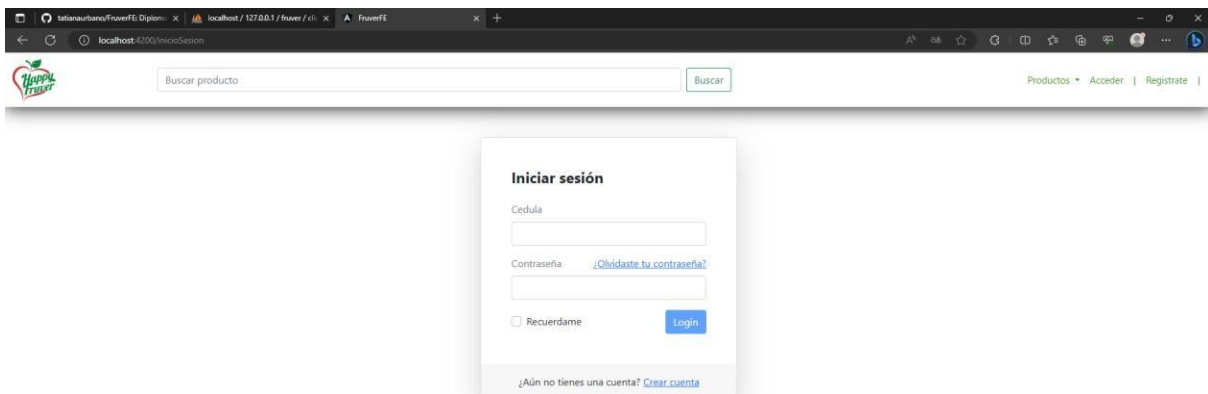 tatianaurbano/FruverFE: Diplom
localhost / 127.0.0.1 / fruver / cli
FruverFE
localhost:4200/inicioSesion
Happy
Fruver
Buscar producto
Buscar
Productos
Acceder |
Registrate |
Iniciar sesión
Cedula
Contraseña
¿Olvidaste tu contraseña?
Recuerdame
Login
¿Aún no tienes una cuenta? Crear cuenta